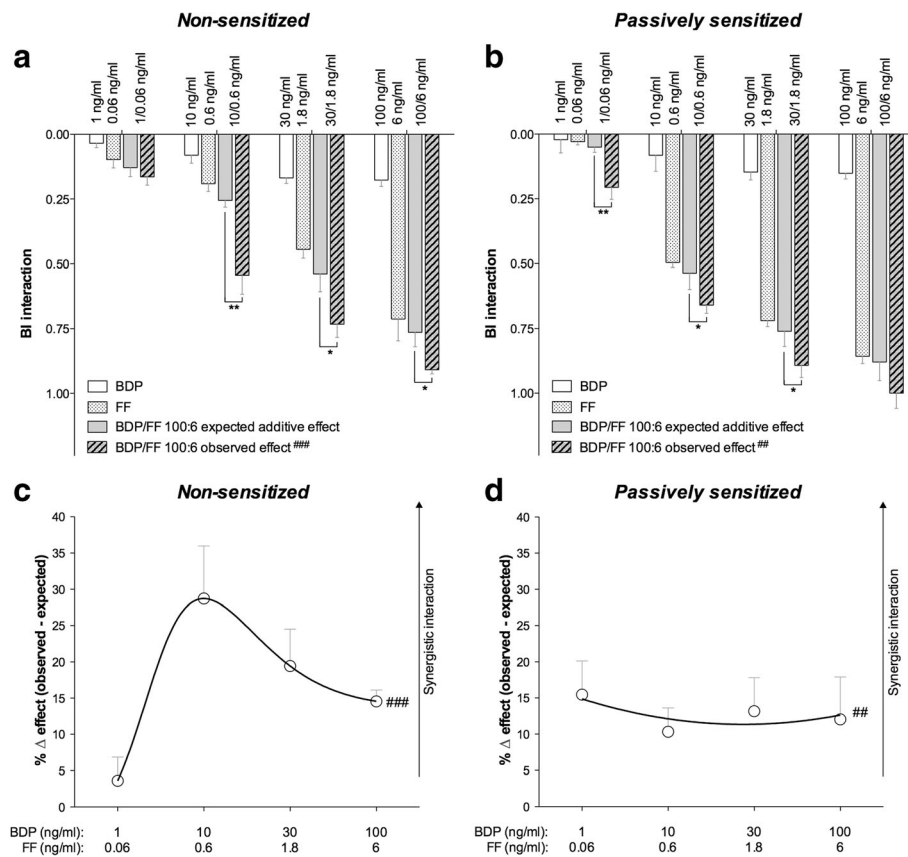 Non-sensitized
Passively sensitized
a
1 ng/ml
0.06 ng/ml
1/0.06 ng/ml
10 ng/ml
0.6 ng/ml
10/0.6 ng/ml
30 ng/ml
1.8 ng/ml
30/1.8 ng/ml
100 ng/ml
6 ng/ml
100/6 ng/ml
0.00
0.25
0.50
0.75
1.00
BI interaction
**
*
*
BDP
FF
BDP/FF 100:6 expected additive effect
BDP/FF 100:6 observed effect ###
b
1 ng/ml
0.06 ng/ml
1/0.06 ng/ml
10 ng/ml
0.6 ng/ml
10/0.6 ng/ml
30 ng/ml
1.8 ng/ml
30/1.8 ng/ml
100 ng/ml
6 ng/ml
100/6 ng/ml
0.00
0.25
0.50
0.75
1.00
BI interaction
**
*
*
BDP
FF
BDP/FF 100:6 expected additive effect
BDP/FF 100:6 observed effect ##
c
Non-sensitized
40
35
30
25
20
15
10
5
0
% Δ effect (observed - expected)
###
Synergistic interaction
BDP (ng/ml): 1 10 30 100
FF (ng/ml): 0.06 0.6 1.8 6
d
Passively sensitized
40
35
30
25
20
15
10
5
0
% Δ effect (observed - expected)
##
Synergistic interaction
BDP (ng/ml): 1 10 30 100
FF (ng/ml): 0.06 0.6 1.8 6